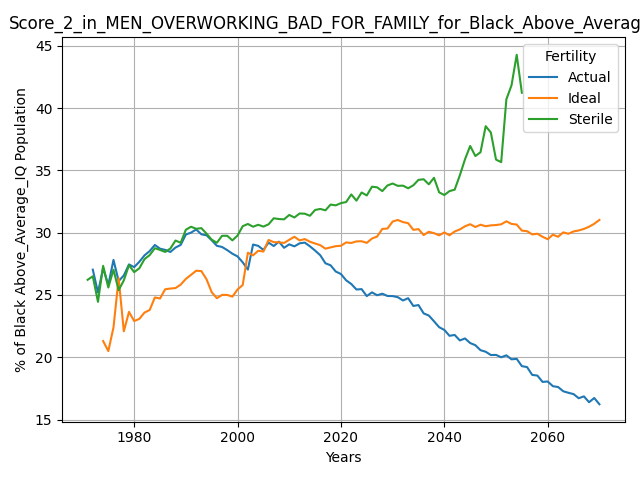 Score_2_in_MEN_OVERWORKING_BAD_FOR_FAMILY_for_Black_Above_Averag
45
40
35
30
25
20
15
% of Black Above_Average_IQ Population
Fertility
Actual
Ideal
Sterile
1980 2000 2020 2040 2060
Years